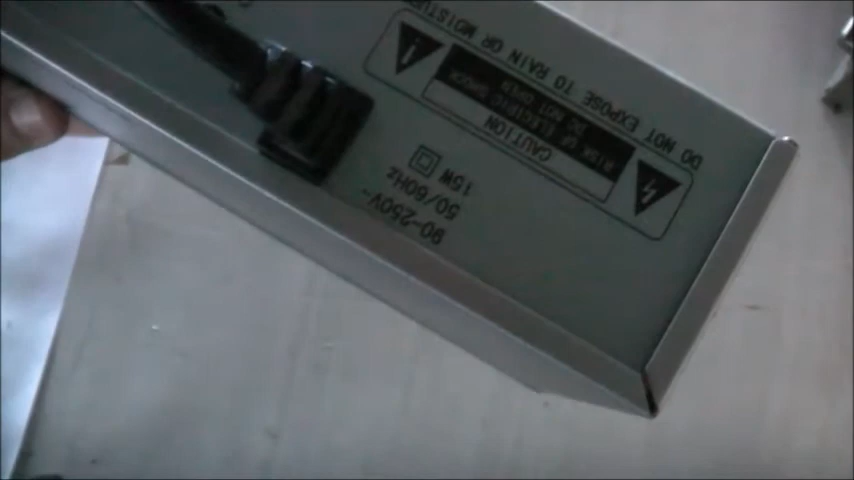 CAUTION
RISK OF ELECTRIC SHOCK
DO NOT OPEN
DO NOT EXPOSE TO RAIN OR MOISTURE
90-250V~
50/60Hz
15W